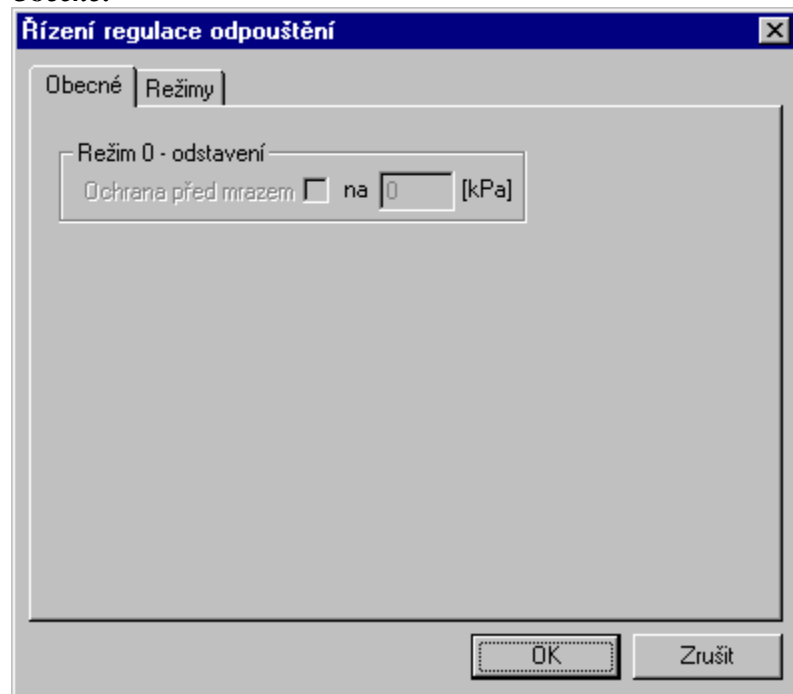 Řízení regulace odpouštění
Obecné Režimy
Režim 0 - odstavení
Ochrana před mrazem na 0 [kPa]
OK Zrušit